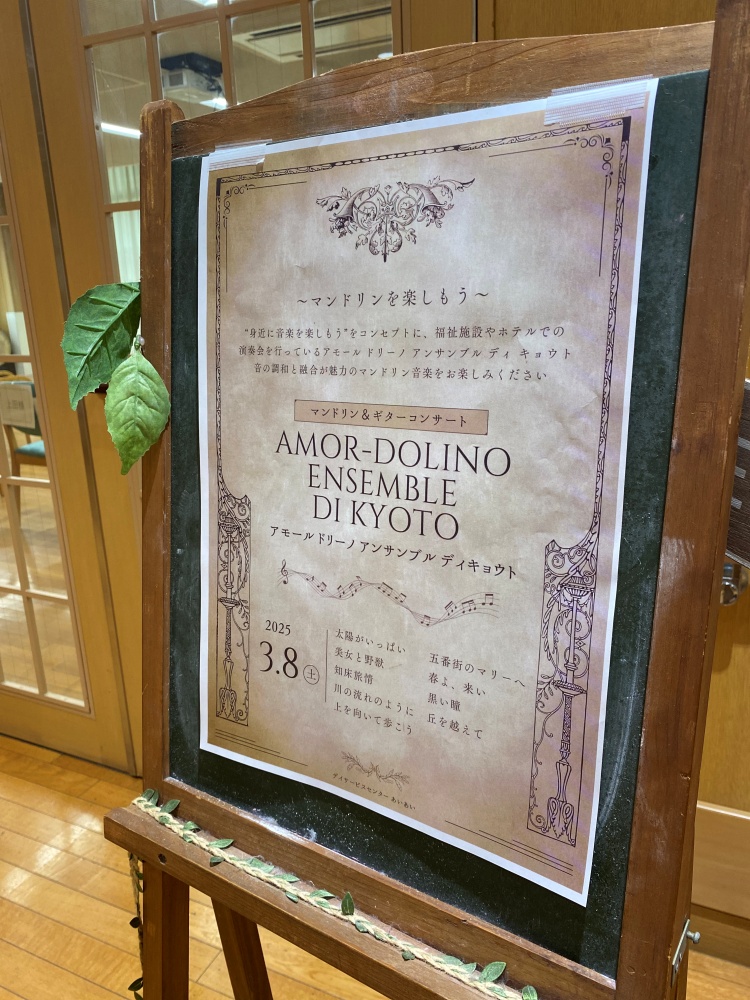 ～マンドリンを楽しもう～
“身近に音楽を楽しもう”をコンセプトに、福祉施設やホテルでの
演奏会を行っているアモール ドリーノ アンサンブル ディ キョウト
音の調和と融合が魅力のマンドリン音楽をお楽しみください
マンドリン＆ギターコンサート
AMOR-DOLINO
ENSEMBLE
DI KYOTO
アモール ドリーノ アンサンブル ディキョウト
2025
3.8 土
太陽がいっぱい
美女と野獣
知床旅情
川の流れのように
上を向いて歩こう
五番街のマリーへ
春よ、来い
黒い瞳
丘を越えて
デイサービスセンター あいあい